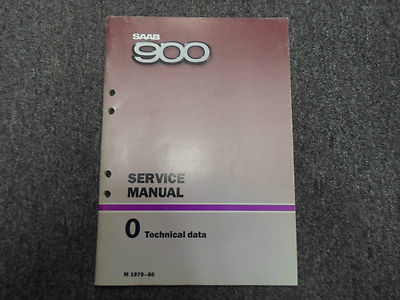 SAAB
900
SERVICE
MANUAL
0 Technical data
M 1979-80